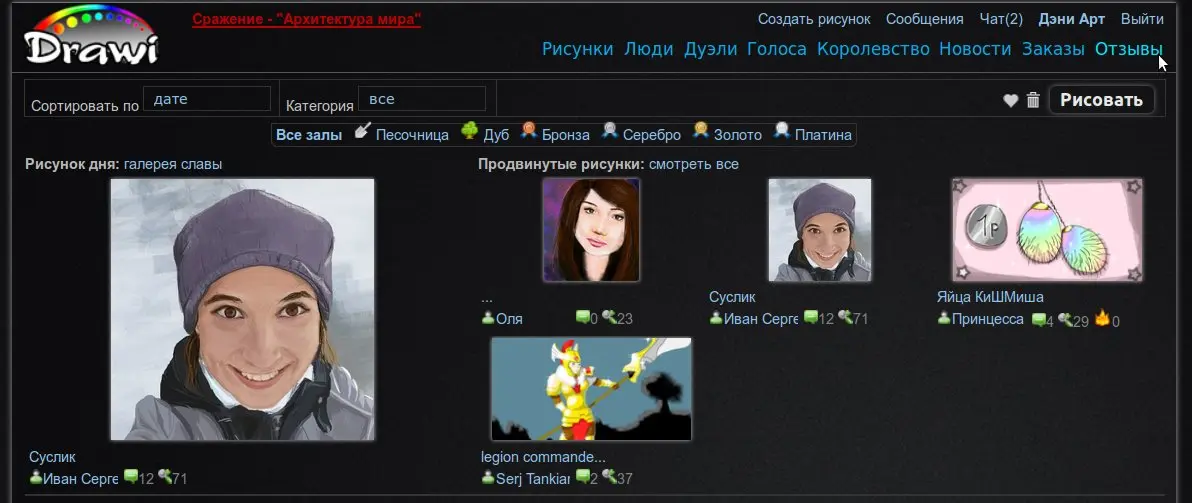 Drawi
Сражение - "Архитектура мира"
Создать рисунок Сообщения Чат(2) Дэни Арт Выйти
Рисунки Люди Дуэли Голоса Королевство Новости Заказы Отзывы
Сортировать по дате Категория все Рисовать
Все залы Песочница Дуб Бронза Серебро Золото Платина
Рисунок дня: галерея славы
Продвинутые рисунки: смотреть все
1р
... Суслик Яйца КиШМиша
Оля 0 23 Иван Серге 12 71 Принцесса 4 29 0
Суслик legion commande...
Иван Серге 12 71 Serj Tankiar 2 37